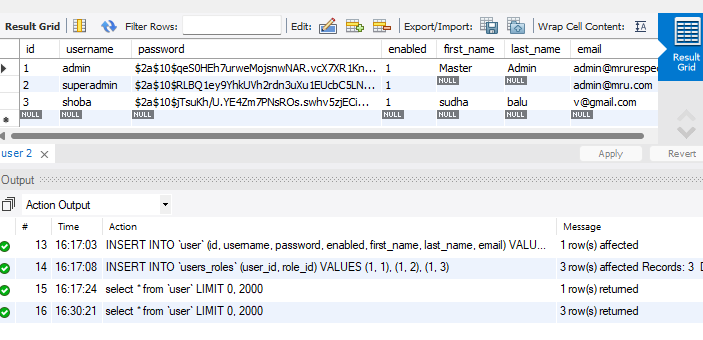 Result Grid Filter Rows: Edit: Export/Import: Wrap Cell Content:
id username password enabled first_name last_name email
1 admin $2a$10$qeS0HEh7urweMojsnwNAR.vcX7XR1Kn... 1 Master Admin admin@mrurespe
2 superadmin $2a$10$RLBQ1ey9YhkUVh2rdn3uXu1EUcbC5LN... 1 NULL NULL admin@mru.com
3 shoba $2a$10$jTsuKh/U.YE4Zm7PNsROs.swhv5zjECi... 1 sudha balu v@gmail.com
NULL NULL NULL NULL NULL NULL NULL
Result Grid
user 2 Apply Revert
Output
Action Output
# Time Action Message
13 16:17:03 INSERT INTO `user` (id, username, password, enabled, first_name, last_name, email) VALU... 1 row(s) affected
14 16:17:08 INSERT INTO `users_roles` (user_id, role_id) VALUES (1, 1), (1, 2), (1, 3) 3 row(s) affected Records: 3 D
15 16:17:24 select * from `user` LIMIT 0, 2000 1 row(s) returned
16 16:30:21 select * from `user` LIMIT 0, 2000 3 row(s) returned